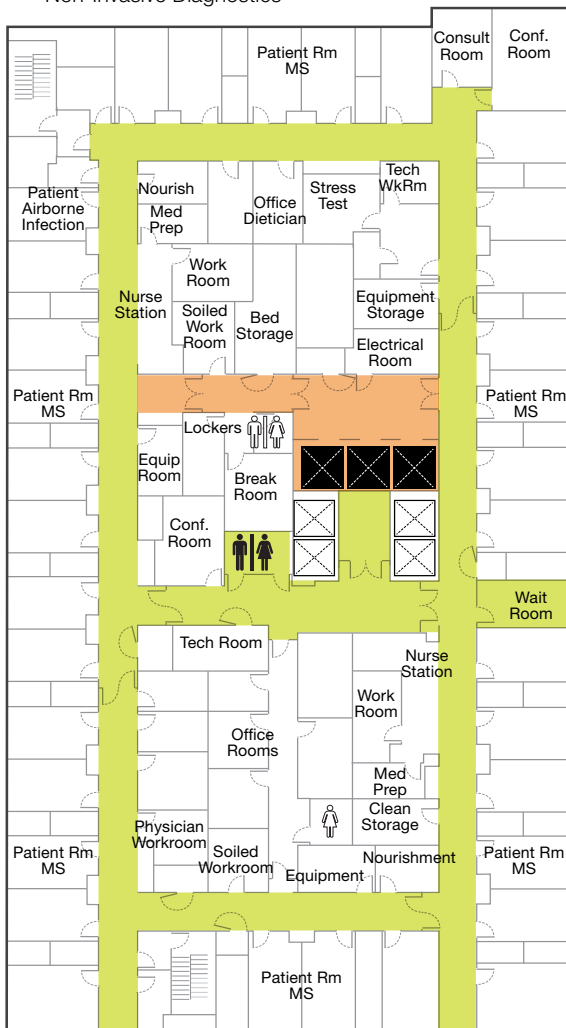 Non-Invasive Diagnostics
Consult
Room
Conf.
Room
Patient Rm
MS
Patient
Airborne
Infection
Nourish
Med
Prep
Office
Dietician
Stress
Test
Tech
WkRm
Work
Room
Nurse
Station
Soiled
Work
Room
Bed
Storage
Equipment
Storage
Electrical
Room
Patient Rm
MS
Patient Rm
MS
Lockers
Equip
Room
Break
Room
Conf.
Room
Wait
Room
Tech Room
Nurse
Station
Work
Room
Office
Rooms
Med
Prep
Clean
Storage
Physician
Workroom
Soiled
Workroom
Equipment
Nourishment
Patient Rm
MS
Patient Rm
MS
Patient Rm
MS